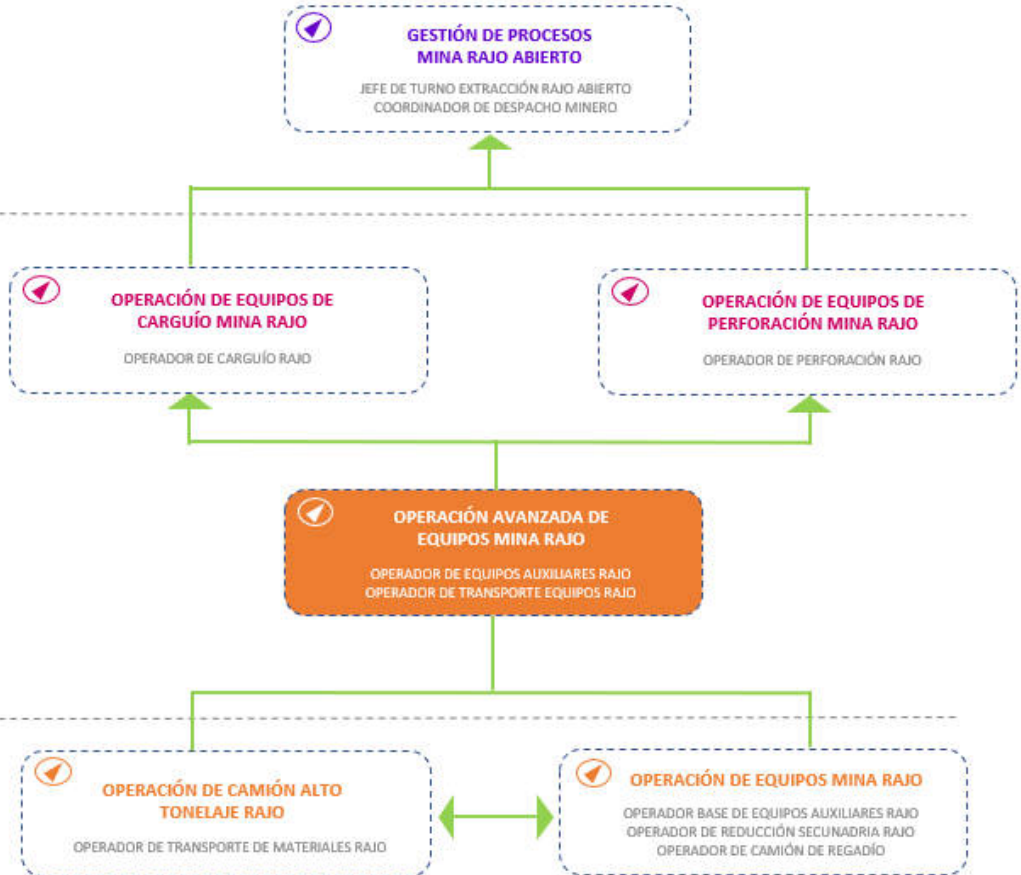 GESTIÓN DE PROCESOS
MINA RAJO ABIERTO
JEFE DE TURNO EXTRACCIÓN RAJO ABIERTO
COORDINADOR DE DESPACHO MINERO
OPERACIÓN DE EQUIPOS DE
CARGUÍO MINA RAJO
OPERADOR DE CARGUÍO RAJO
OPERACIÓN DE EQUIPOS DE
PERFORACIÓN MINA RAJO
OPERADOR DE PERFORACIÓN RAJO
OPERACIÓN AVANZADA DE
EQUIPOS MINA RAJO
OPERADOR DE EQUIPOS AUXILIARES RAJO
OPERADOR DE TRANSPORTE EQUIPOS RAJO
OPERACIÓN DE CAMIÓN ALTO
TONELAJE RAJO
OPERADOR DE TRANSPORTE DE MATERIALES RAJO
OPERACIÓN DE EQUIPOS MINA RAJO
OPERADOR BASE DE EQUIPOS AUXILIARES RAJO
OPERADOR DE REDUCCIÓN SECUNADRIA RAJO
OPERADOR DE CAMIÓN DE REGADÍO